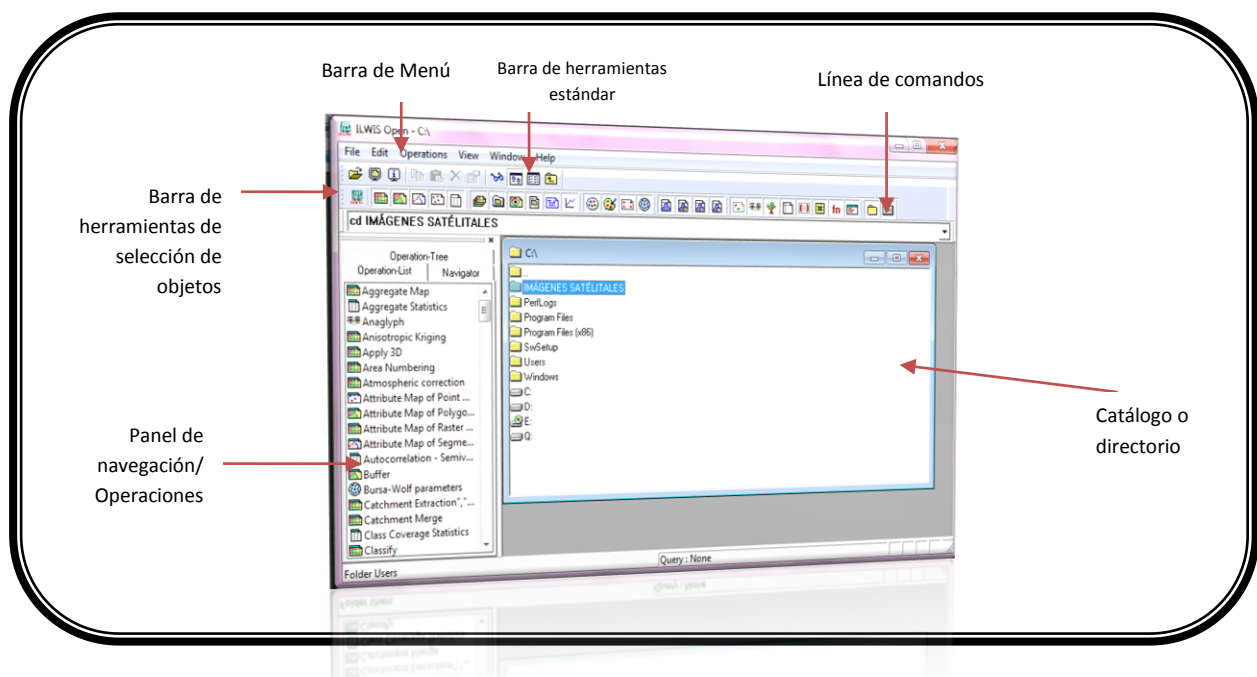 Barra de Menú
Barra de herramientas
estándar
Línea de comandos
ILWIS Open - C:\
File Edit Operations View Window Help
Barra de
herramientas de
selección de
objetos
cd IMÁGENES SATÉLITALES
Operation-Tree
Operation-List Navigator
Aggregate Map
Aggregate Statistics
Anaglyph
Anisotropic Kriging
Apply 3D
Area Numbering
Atmospheric correction
Attribute Map of Point ...
Attribute Map of Polygo...
Attribute Map of Raster ...
Attribute Map of Segme...
Autocorrelation - Semiv...
Buffer
Bursa-Wolf parameters
Catchment Extraction","...
Catchment Merge
Class Coverage Statistics
Classify
C:\
..
IMÁGENES SATÉLITALES
PerfLogs
Program Files
Program Files (x86)
SwSetup
Users
Windows
C:
D:
E:
Q:
Catálogo o
directorio
Panel de
navegación/
Operaciones
Folder Users
Query : None